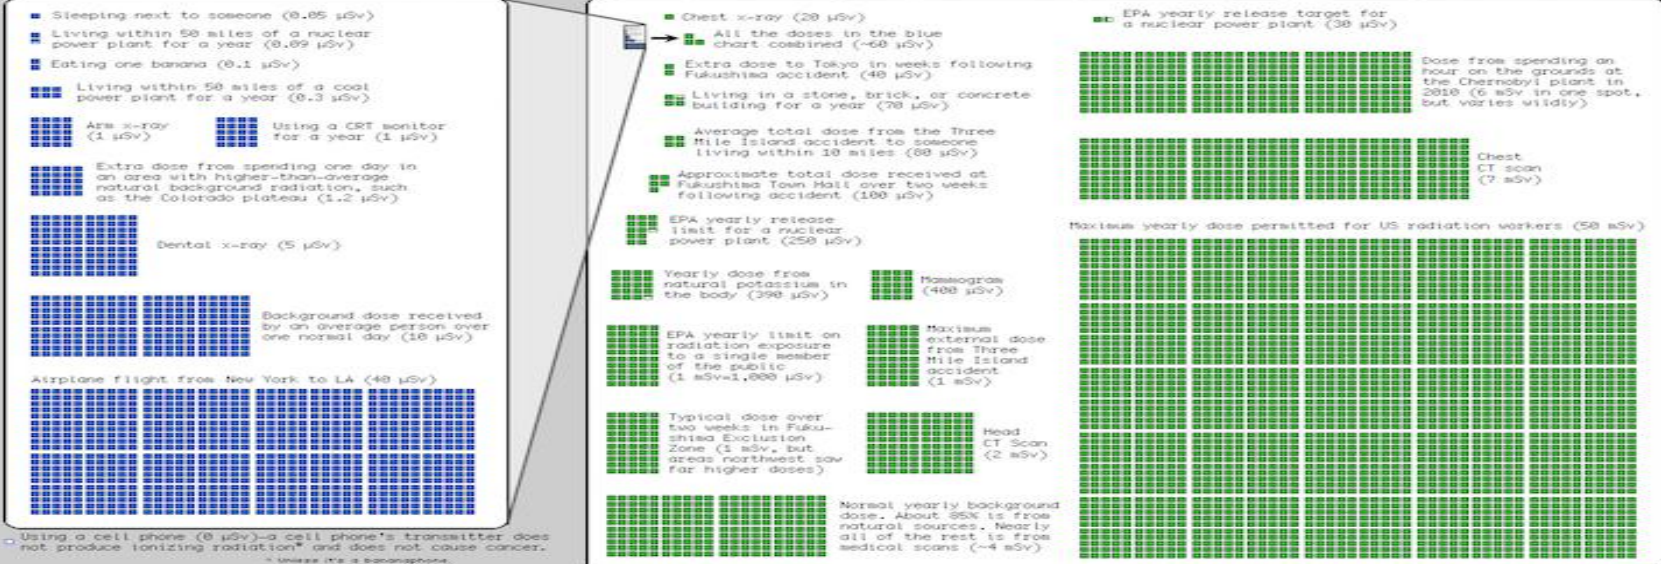 Sleeping next to someone (0.05 µSv)
Living within 50 miles of a nuclear
power plant for a year (0.09 µSv)
Eating one banana (0.1 µSv)
Living within 50 miles of a coal
power plant for a year (0.3 µSv)
Arm x-ray
(1 µSv)
Using a CRT monitor
for a year (1 µSv)
Extra dose from spending one day in
an area with higher-than-average
natural background radiation, such
as the Colorado plateau (1.2 µSv)
Dental x-ray (5 µSv)
Background dose received
by an average person over
one normal day (10 µSv)
Airplane flight from New York to LA (40 µSv)
Using a cell phone (0 µSv)—a cell phone's transmitter does
not produce ionizing radiation* and does not cause cancer.
* Unless it's a bananaphone.
Chest x-ray (20 µSv)
All the doses in the blue
chart combined (~60 µSv)
Extra dose to Tokyo in weeks following
Fukushima accident (40 µSv)
Living in a stone, brick, or concrete
building for a year (70 µSv)
Average total dose from the Three
Mile Island accident to someone
living within 10 miles (80 µSv)
Approximate total dose received at
Fukushima Town Hall over two weeks
following accident (100 µSv)
EPA yearly release
limit for a nuclear
power plant (250 µSv)
Yearly dose from
natural potassium in
the body (390 µSv)
Mammogram
(400 µSv)
EPA yearly limit on
radiation exposure
to a single member
of the public
(1 mSv=1,000 µSv)
Maximum
external dose
from Three
Mile Island
accident
(1 mSv)
Typical dose over
two weeks in Fuku-
shima Exclusion
Zone (1 mSv, but
areas northwest saw
far higher doses)
Head
CT Scan
(2 mSv)
Normal yearly background
dose. About 85% is from
natural sources. Nearly
all of the rest is from
medical scans (~4 mSv)
EPA yearly release target for
a nuclear power plant (30 µSv)
Dose from spending an
hour on the grounds at
the Chernobyl plant in
2010 (6 mSv in one spot,
but varies wildly)
Chest
CT scan
(7 mSv)
Maximum yearly dose permitted for US radiation workers (50 mSv)